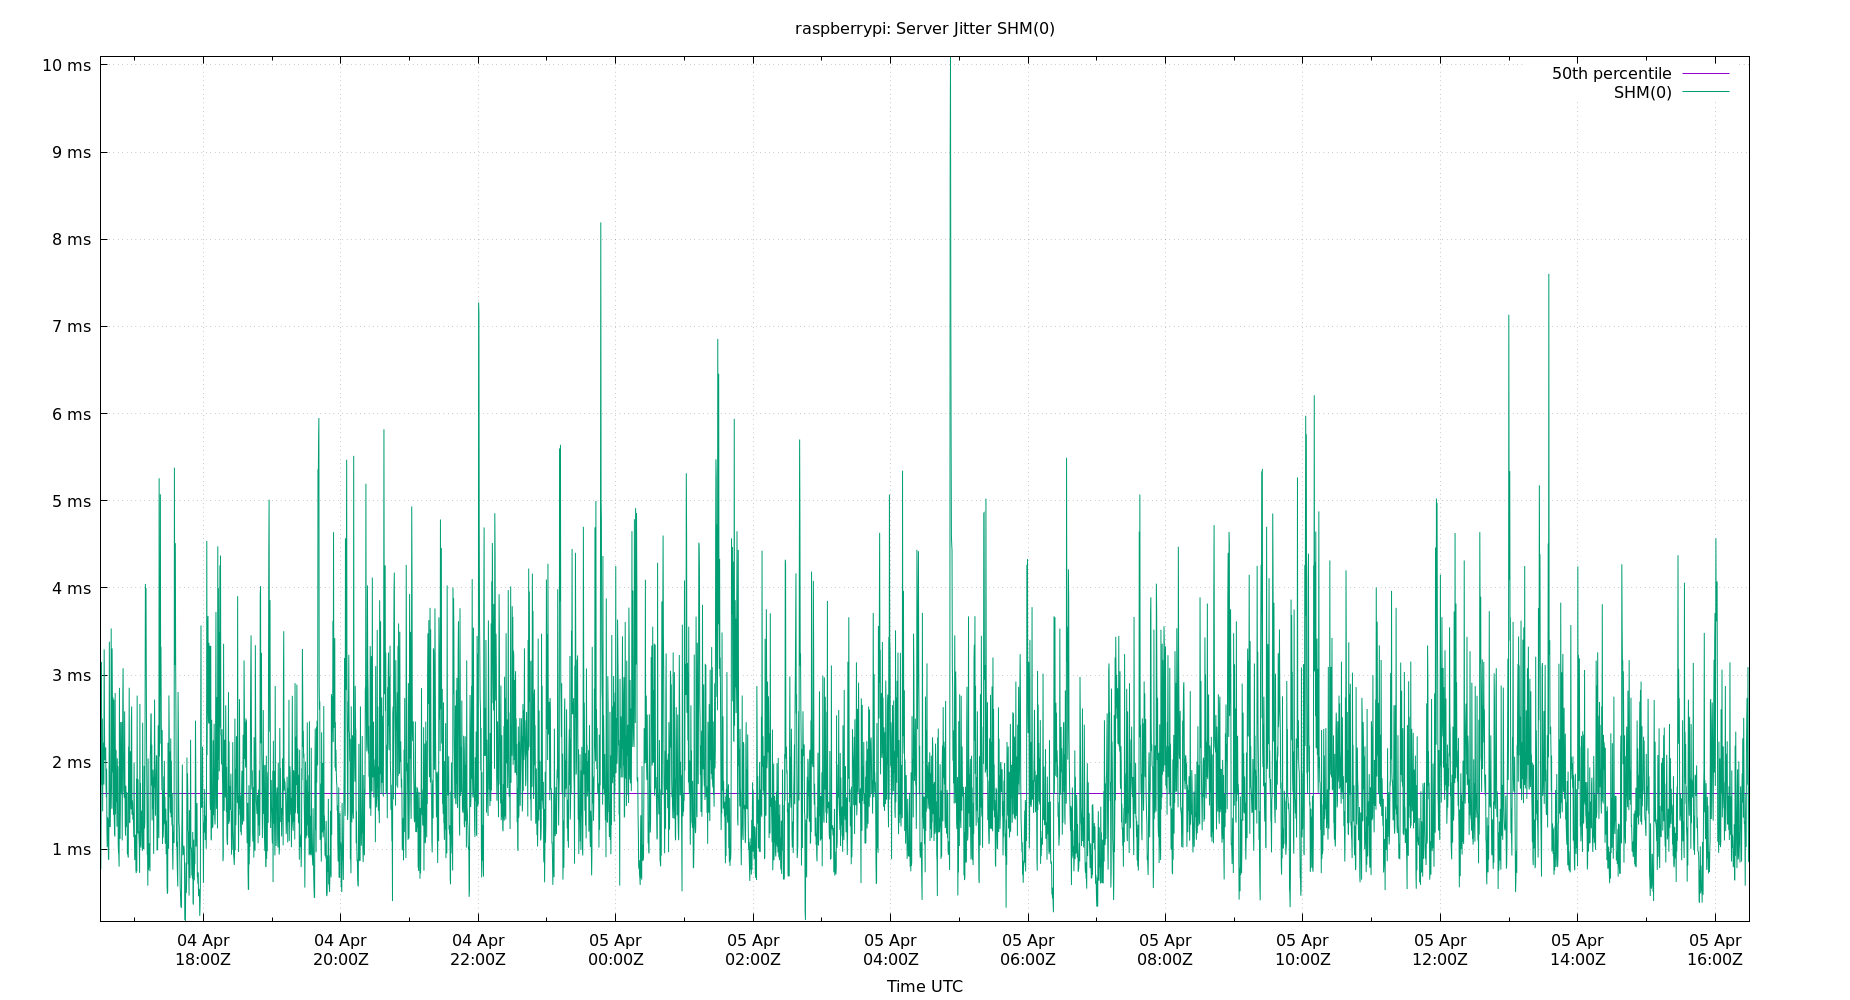 raspberrypi: Server Jitter SHM(0)
50th percentile
SHM(0)
10 ms
9 ms
8 ms
7 ms
6 ms
5 ms
4 ms
3 ms
2 ms
1 ms
04 Apr 04 Apr 04 Apr 05 Apr 05 Apr 05 Apr 05 Apr 05 Apr 05 Apr 05 Apr 05 Apr 05 Apr
18:00Z 20:00Z 22:00Z 00:00Z 02:00Z 04:00Z 06:00Z 08:00Z 10:00Z 12:00Z 14:00Z 16:00Z
Time UTC